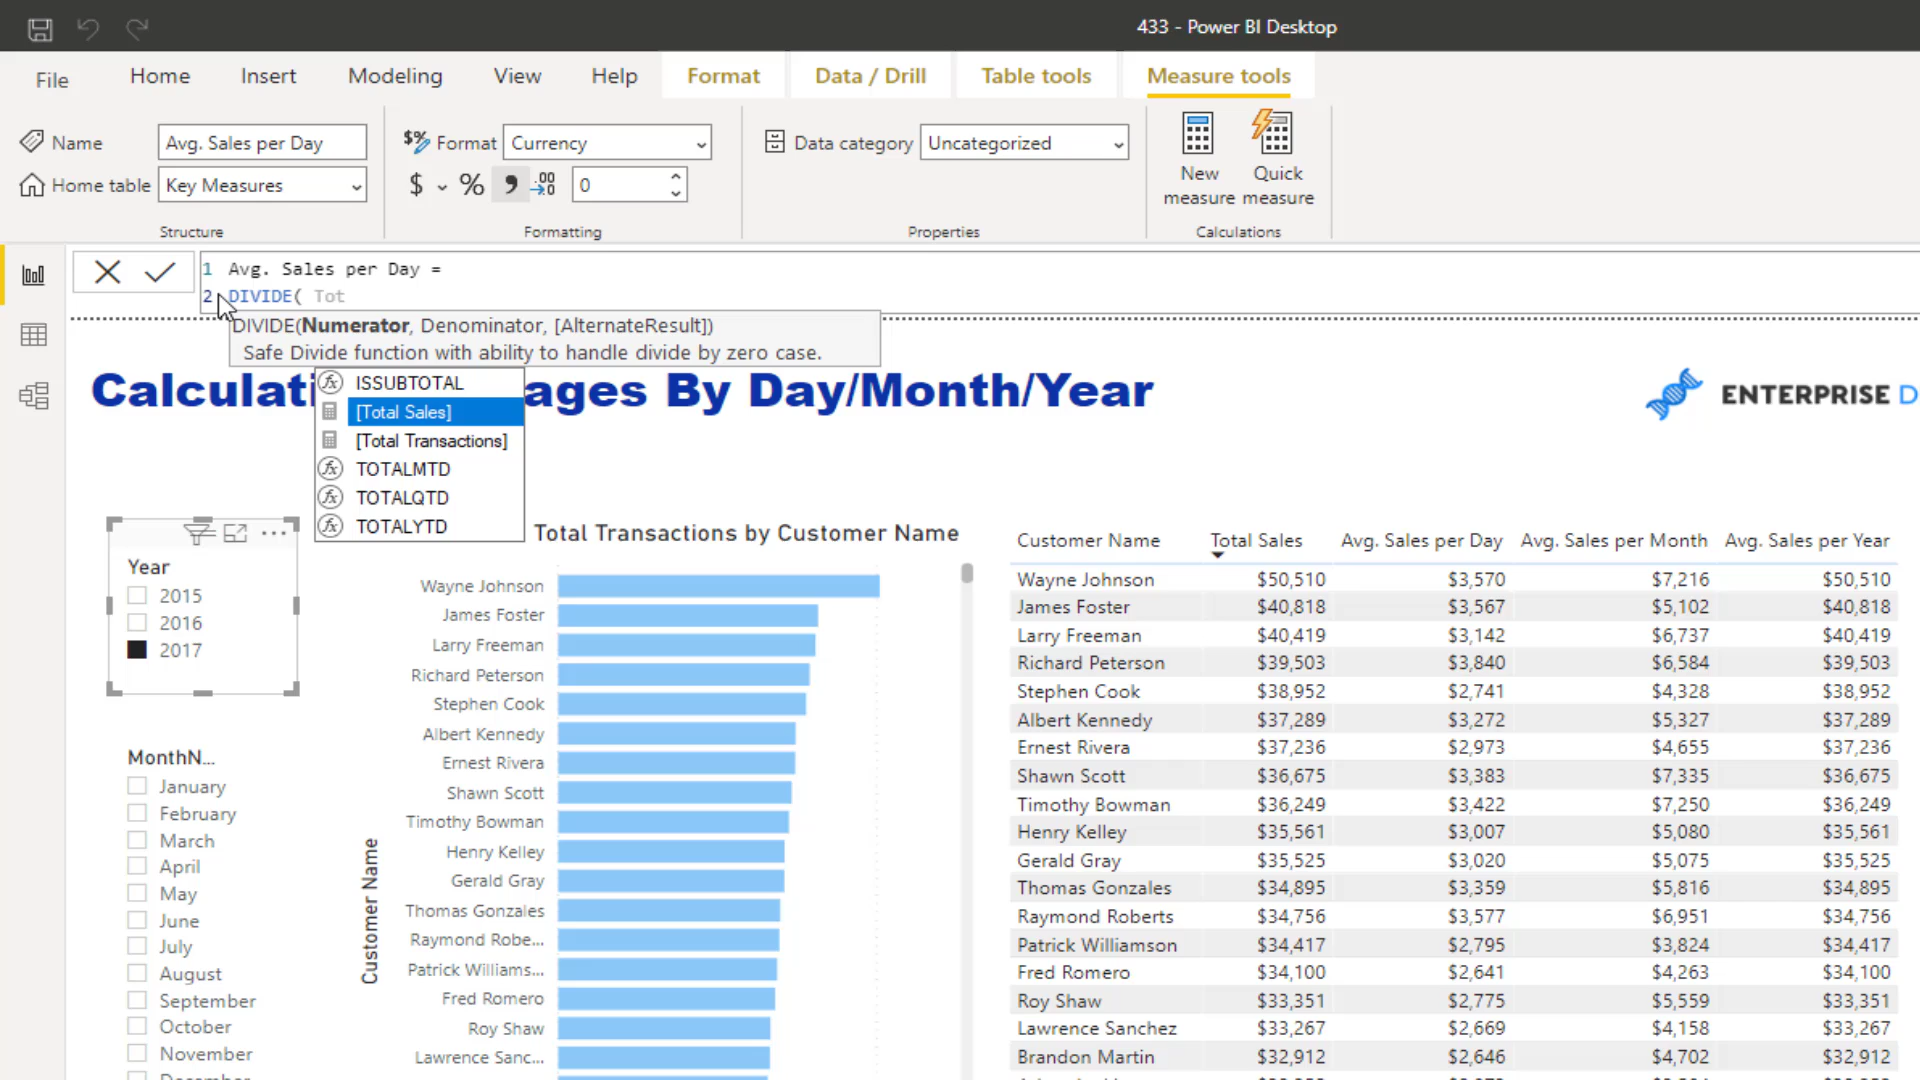 433 - Power BI Desktop
File Home Insert Modeling View Help Format Data / Drill Table tools Measure tools
Name Avg. Sales per Day $% Format Currency Data category Uncategorized
Home table Key Measures $ % 9 .00 →.0 0
New measure
Quick measure
Structure Formatting Properties Calculations
1 Avg. Sales per Day =
2 DIVIDE( Tot
DIVIDE(Numerator, Denominator, [AlternateResult])
Safe Divide function with ability to handle divide by zero case.
ISSUBTOTAL
[Total Sales]
[Total Transactions]
TOTALMTD
TOTALQTD
TOTALYTD
Calculati ages By Day/Month/Year
ENTERPRISE D
Year
2015
2016
2017
MonthN...
January
February
March
April
May
June
July
August
September
October
November
December
Total Transactions by Customer Name
Customer Name
Wayne Johnson
James Foster
Larry Freeman
Richard Peterson
Stephen Cook
Albert Kennedy
Ernest Rivera
Shawn Scott
Timothy Bowman
Henry Kelley
Gerald Gray
Thomas Gonzales
Raymond Robe...
Patrick Williams...
Fred Romero
Roy Shaw
Lawrence Sanc...
Customer Name Total Sales Avg. Sales per Day Avg. Sales per Month Avg. Sales per Year
Wayne Johnson $50,510 $3,570 $7,216 $50,510
James Foster $40,818 $3,567 $5,102 $40,818
Larry Freeman $40,419 $3,142 $6,737 $40,419
Richard Peterson $39,503 $3,840 $6,584 $39,503
Stephen Cook $38,952 $2,741 $4,328 $38,952
Albert Kennedy $37,289 $3,272 $5,327 $37,289
Ernest Rivera $37,236 $2,973 $4,655 $37,236
Shawn Scott $36,675 $3,383 $7,335 $36,675
Timothy Bowman $36,249 $3,422 $7,250 $36,249
Henry Kelley $35,561 $3,007 $5,080 $35,561
Gerald Gray $35,525 $3,020 $5,075 $35,525
Thomas Gonzales $34,895 $3,359 $5,816 $34,895
Raymond Roberts $34,756 $3,577 $6,951 $34,756
Patrick Williamson $34,417 $2,795 $3,824 $34,417
Fred Romero $34,100 $2,641 $4,263 $34,100
Roy Shaw $33,351 $2,775 $5,559 $33,351
Lawrence Sanchez $33,267 $2,669 $4,158 $33,267
Brandon Martin $32,912 $2,646 $4,702 $32,912